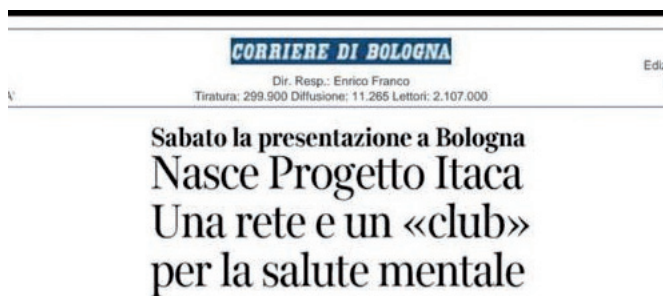 CORRIERE DI BOLOGNA
Dir. Resp.: Enrico Franco
Tiratura: 299.900 Diffusione: 11.265 Lettori: 2.107.000
Sabato la presentazione a Bologna
Nasce Progetto Itaca
Una rete e un «club»
per la salute mentale